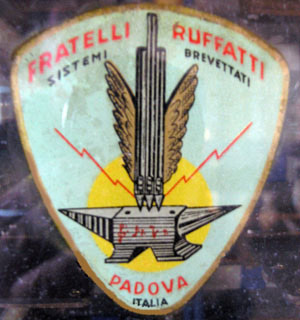 FRATELLI RUFFATTI
SISTEMI BREVETTATI
PADOVA
ITALIA